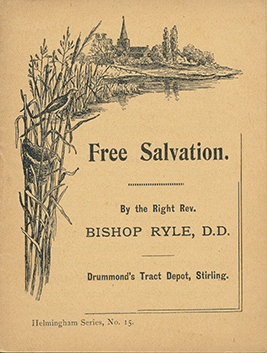 Free Salvation.
By the Right Rev.
BISHOP RYLE, D.D.
Drummond's Tract Depot, Stirling.
Helmingham Series, No. 15.